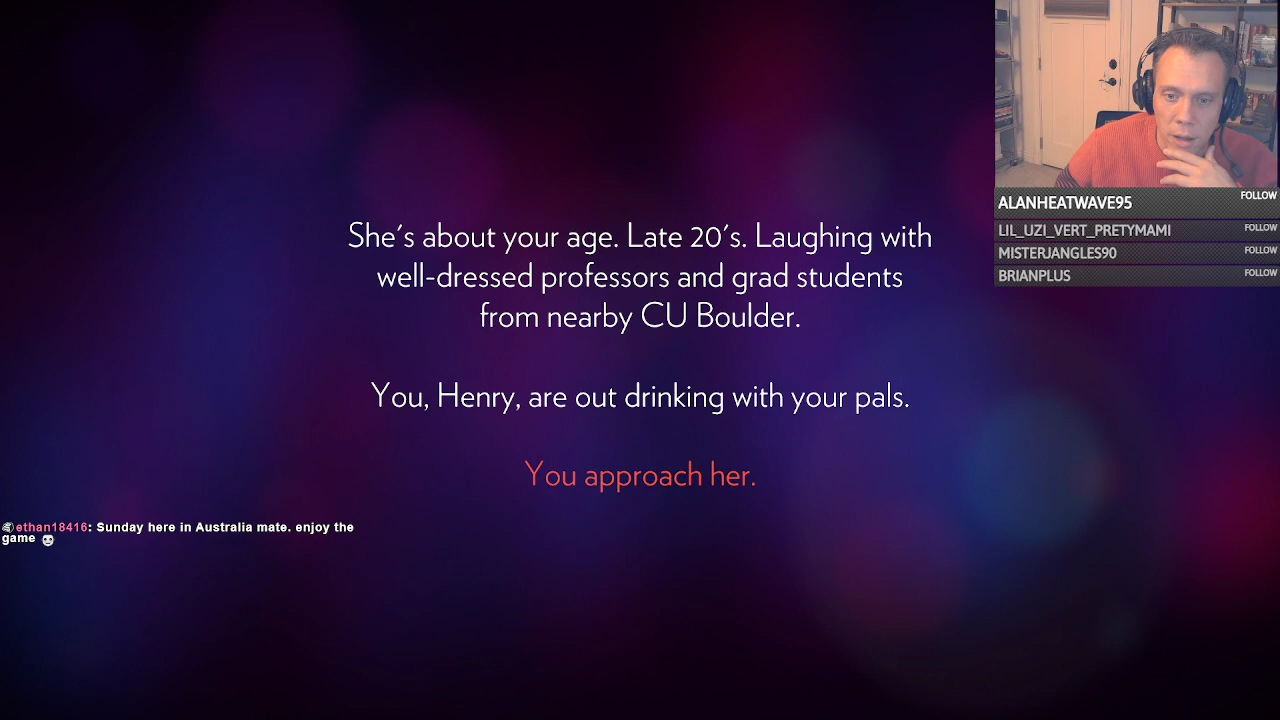 She's about your age. Late 20's. Laughing with
well-dressed professors and grad students
from nearby CU Boulder.
You, Henry, are out drinking with your pals.
You approach her.
ethan18416: Sunday here in Australia mate. enjoy the
game
ALANHEATWAVE95 FOLLOW
LIL_UZI_VERT_PRETYMAMI FOLLOW
MISTERJANGLES90 FOLLOW
BRIANPLUS FOLLOW